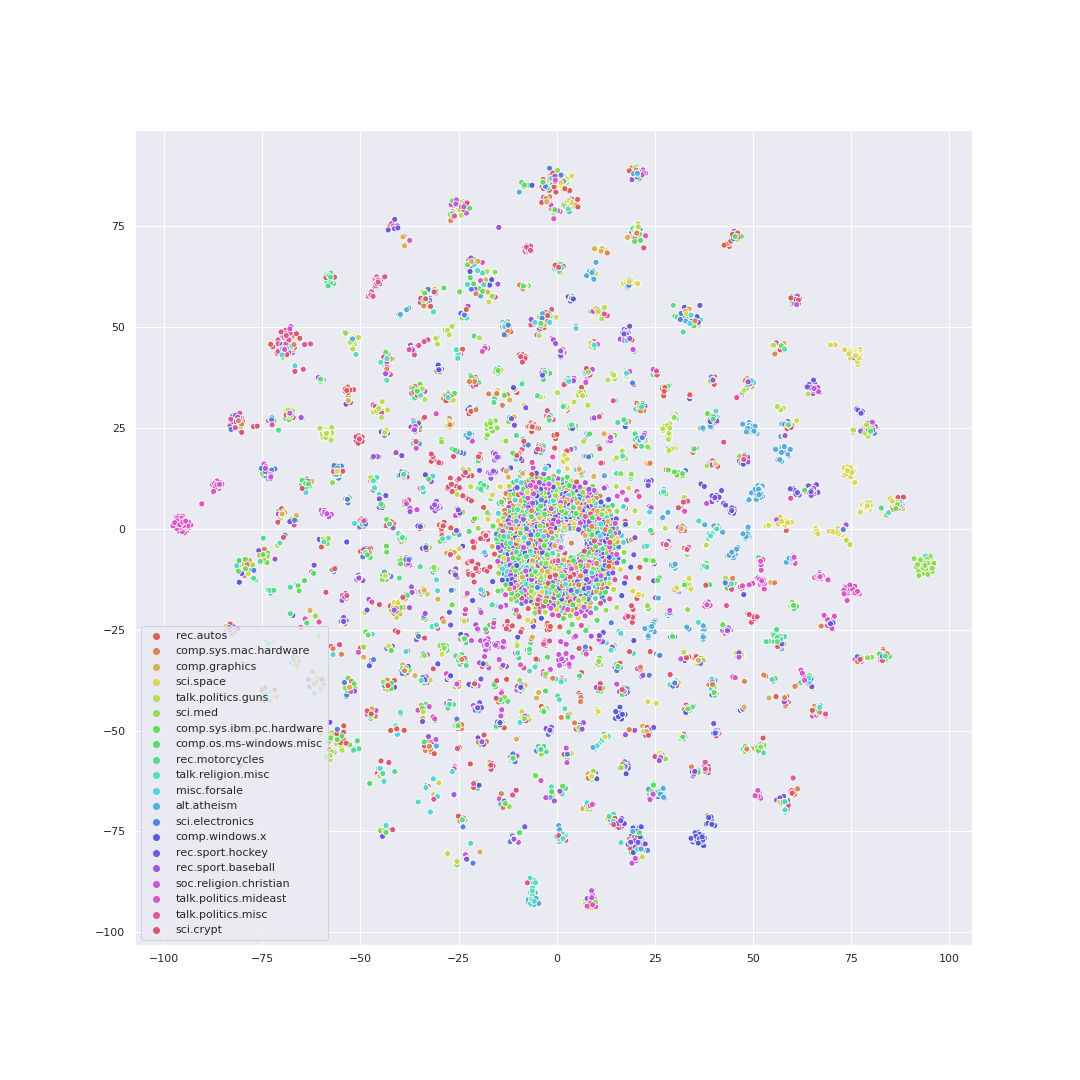 75
50
25
0
−25
−50
−75
−100
rec.autos
comp.sys.mac.hardware
comp.graphics
sci.space
talk.politics.guns
sci.med
comp.sys.ibm.pc.hardware
comp.os.ms-windows.misc
rec.motorcycles
talk.religion.misc
misc.forsale
alt.atheism
sci.electronics
comp.windows.x
rec.sport.hockey
rec.sport.baseball
soc.religion.christian
talk.politics.mideast
talk.politics.misc
sci.crypt
−100 −75 −50 −25 0 25 50 75 100